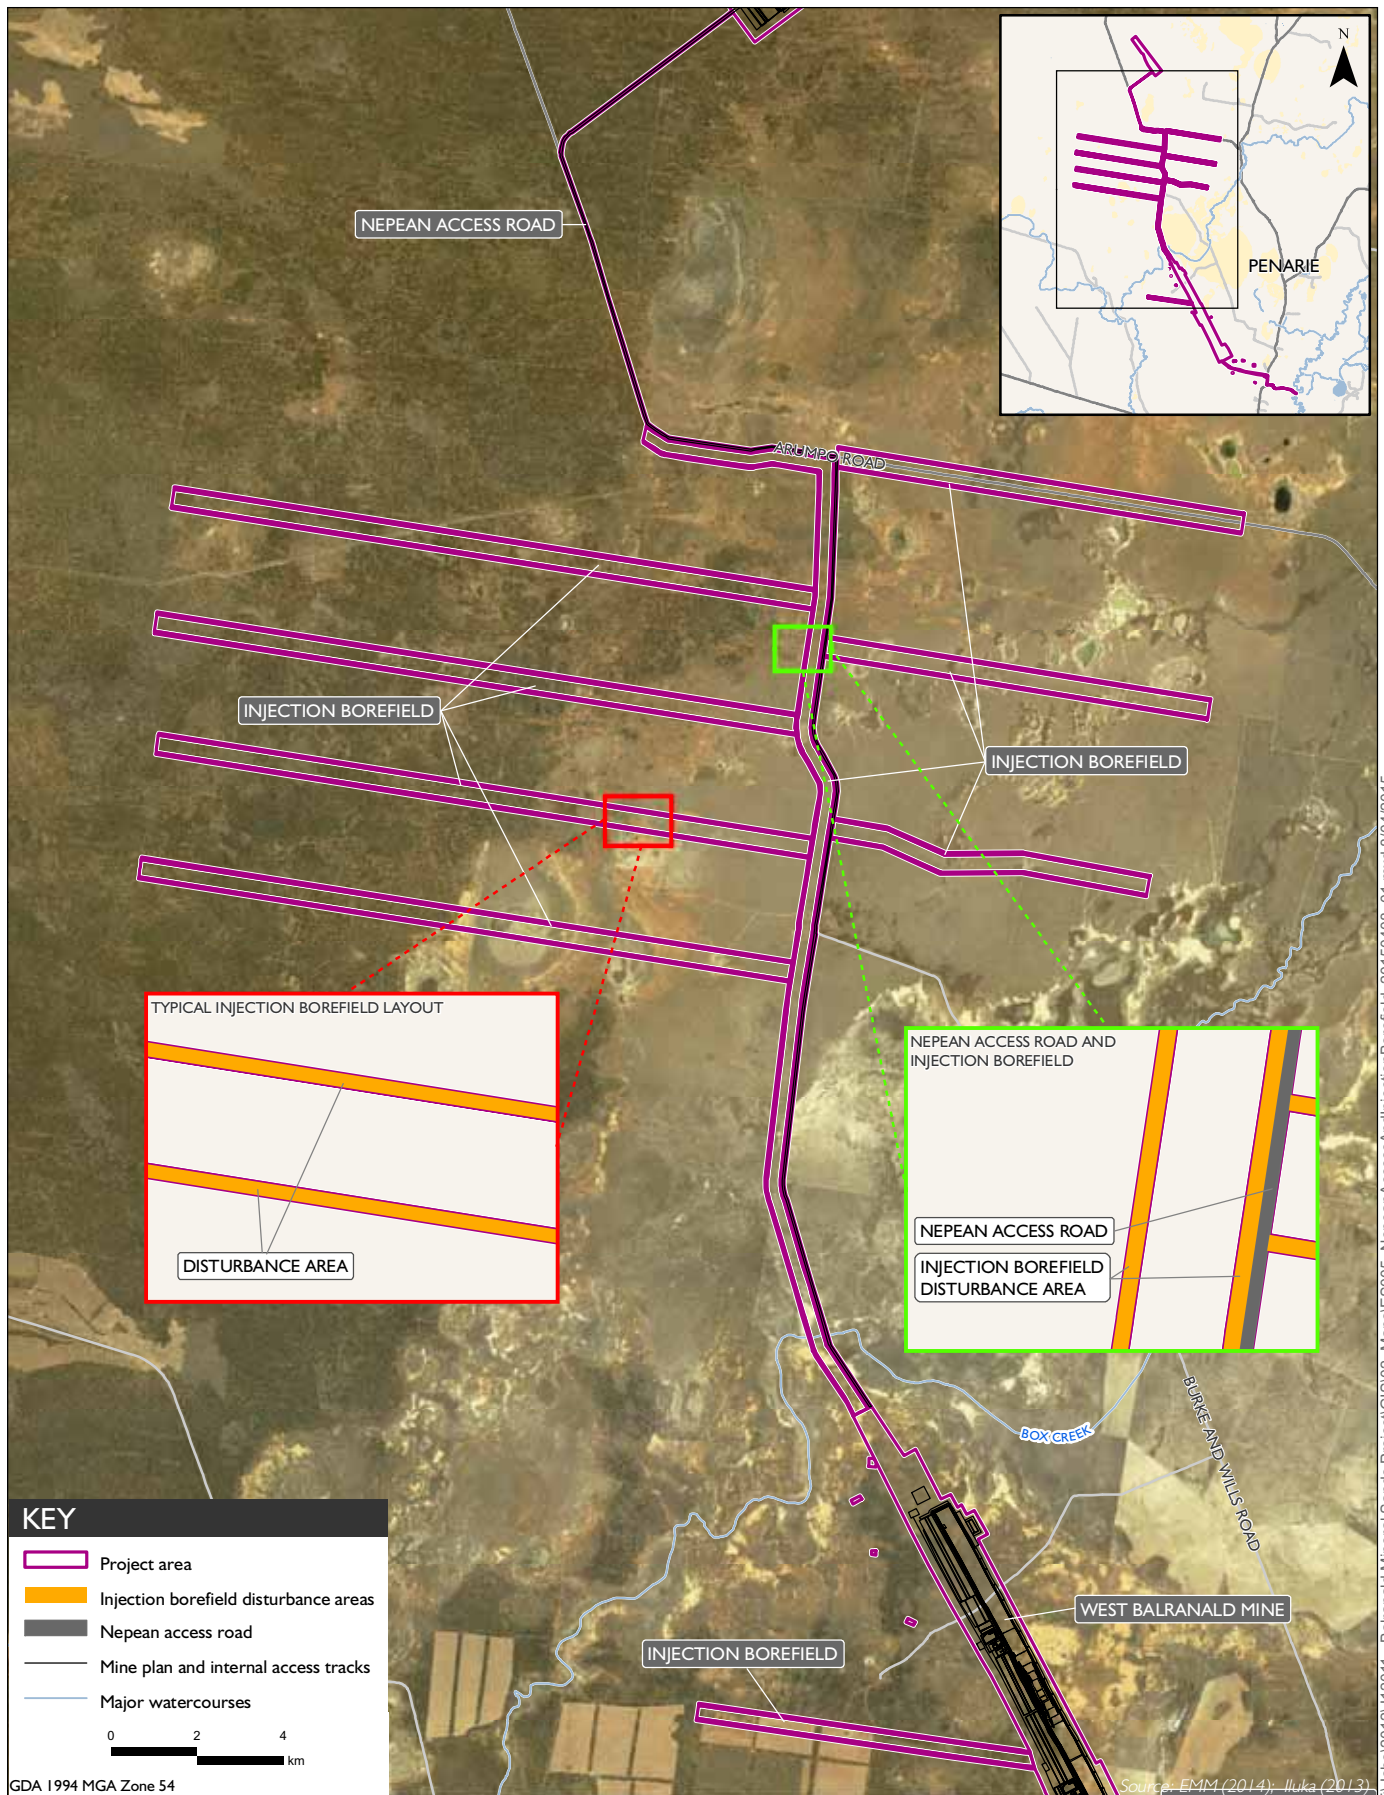 N
PENARIE
NEPEAN ACCESS ROAD
ARUMPO ROAD
INJECTION BOREFIELD
INJECTION BOREFIELD
TYPICAL INJECTION BOREFIELD LAYOUT
DISTURBANCE AREA
NEPEAN ACCESS ROAD AND
INJECTION BOREFIELD
NEPEAN ACCESS ROAD
INJECTION BOREFIELD
DISTURBANCE AREA
BOX CREEK
BURKE AND WILLS ROAD
WEST BALRANALD MINE
INJECTION BOREFIELD
KEY
Project area
Injection borefield disturbance areas
Nepean access road
Mine plan and internal access tracks
Major watercourses
0 2 4
km
GDA 1994 MGA Zone 54
Source: EMM (2014); Iluka (2013)